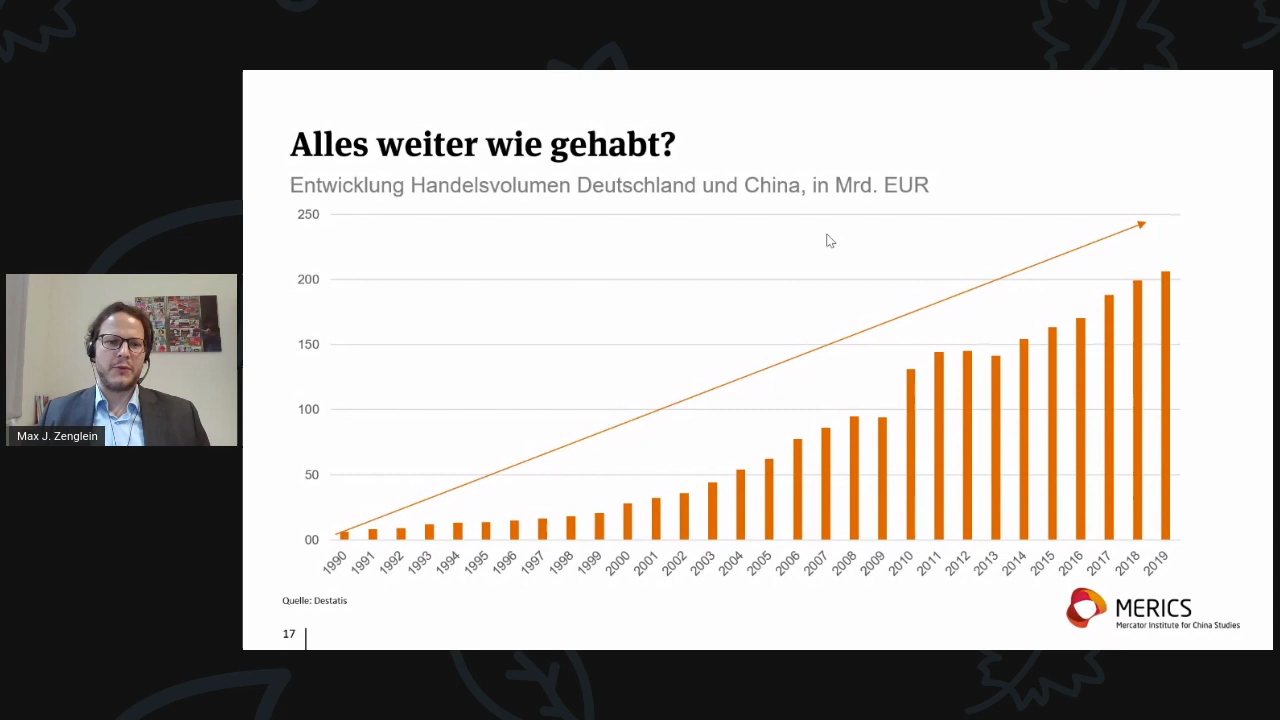 Alles weiter wie gehabt?
Entwicklung Handelsvolumen Deutschland und China, in Mrd. EUR
250
200
150
100
50
00
1990 1991 1992 1993 1994 1995 1996 1997 1998 1999 2000 2001 2002 2003 2004 2005 2006 2007 2008 2009 2010 2011 2012 2013 2014 2015 2016 2017 2018 2019
Quelle: Destatis
17
MERICS
Mercator Institute for China Studies
Max J. Zenglein